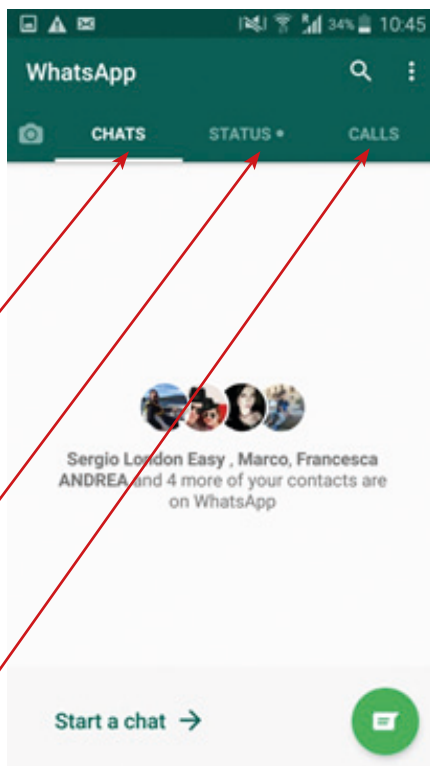 34% 10:45
WhatsApp
CHATS STATUS CALLS
Sergio London Easy , Marco, Francesca
ANDREA and 4 more of your contacts are
on WhatsApp
Start a chat